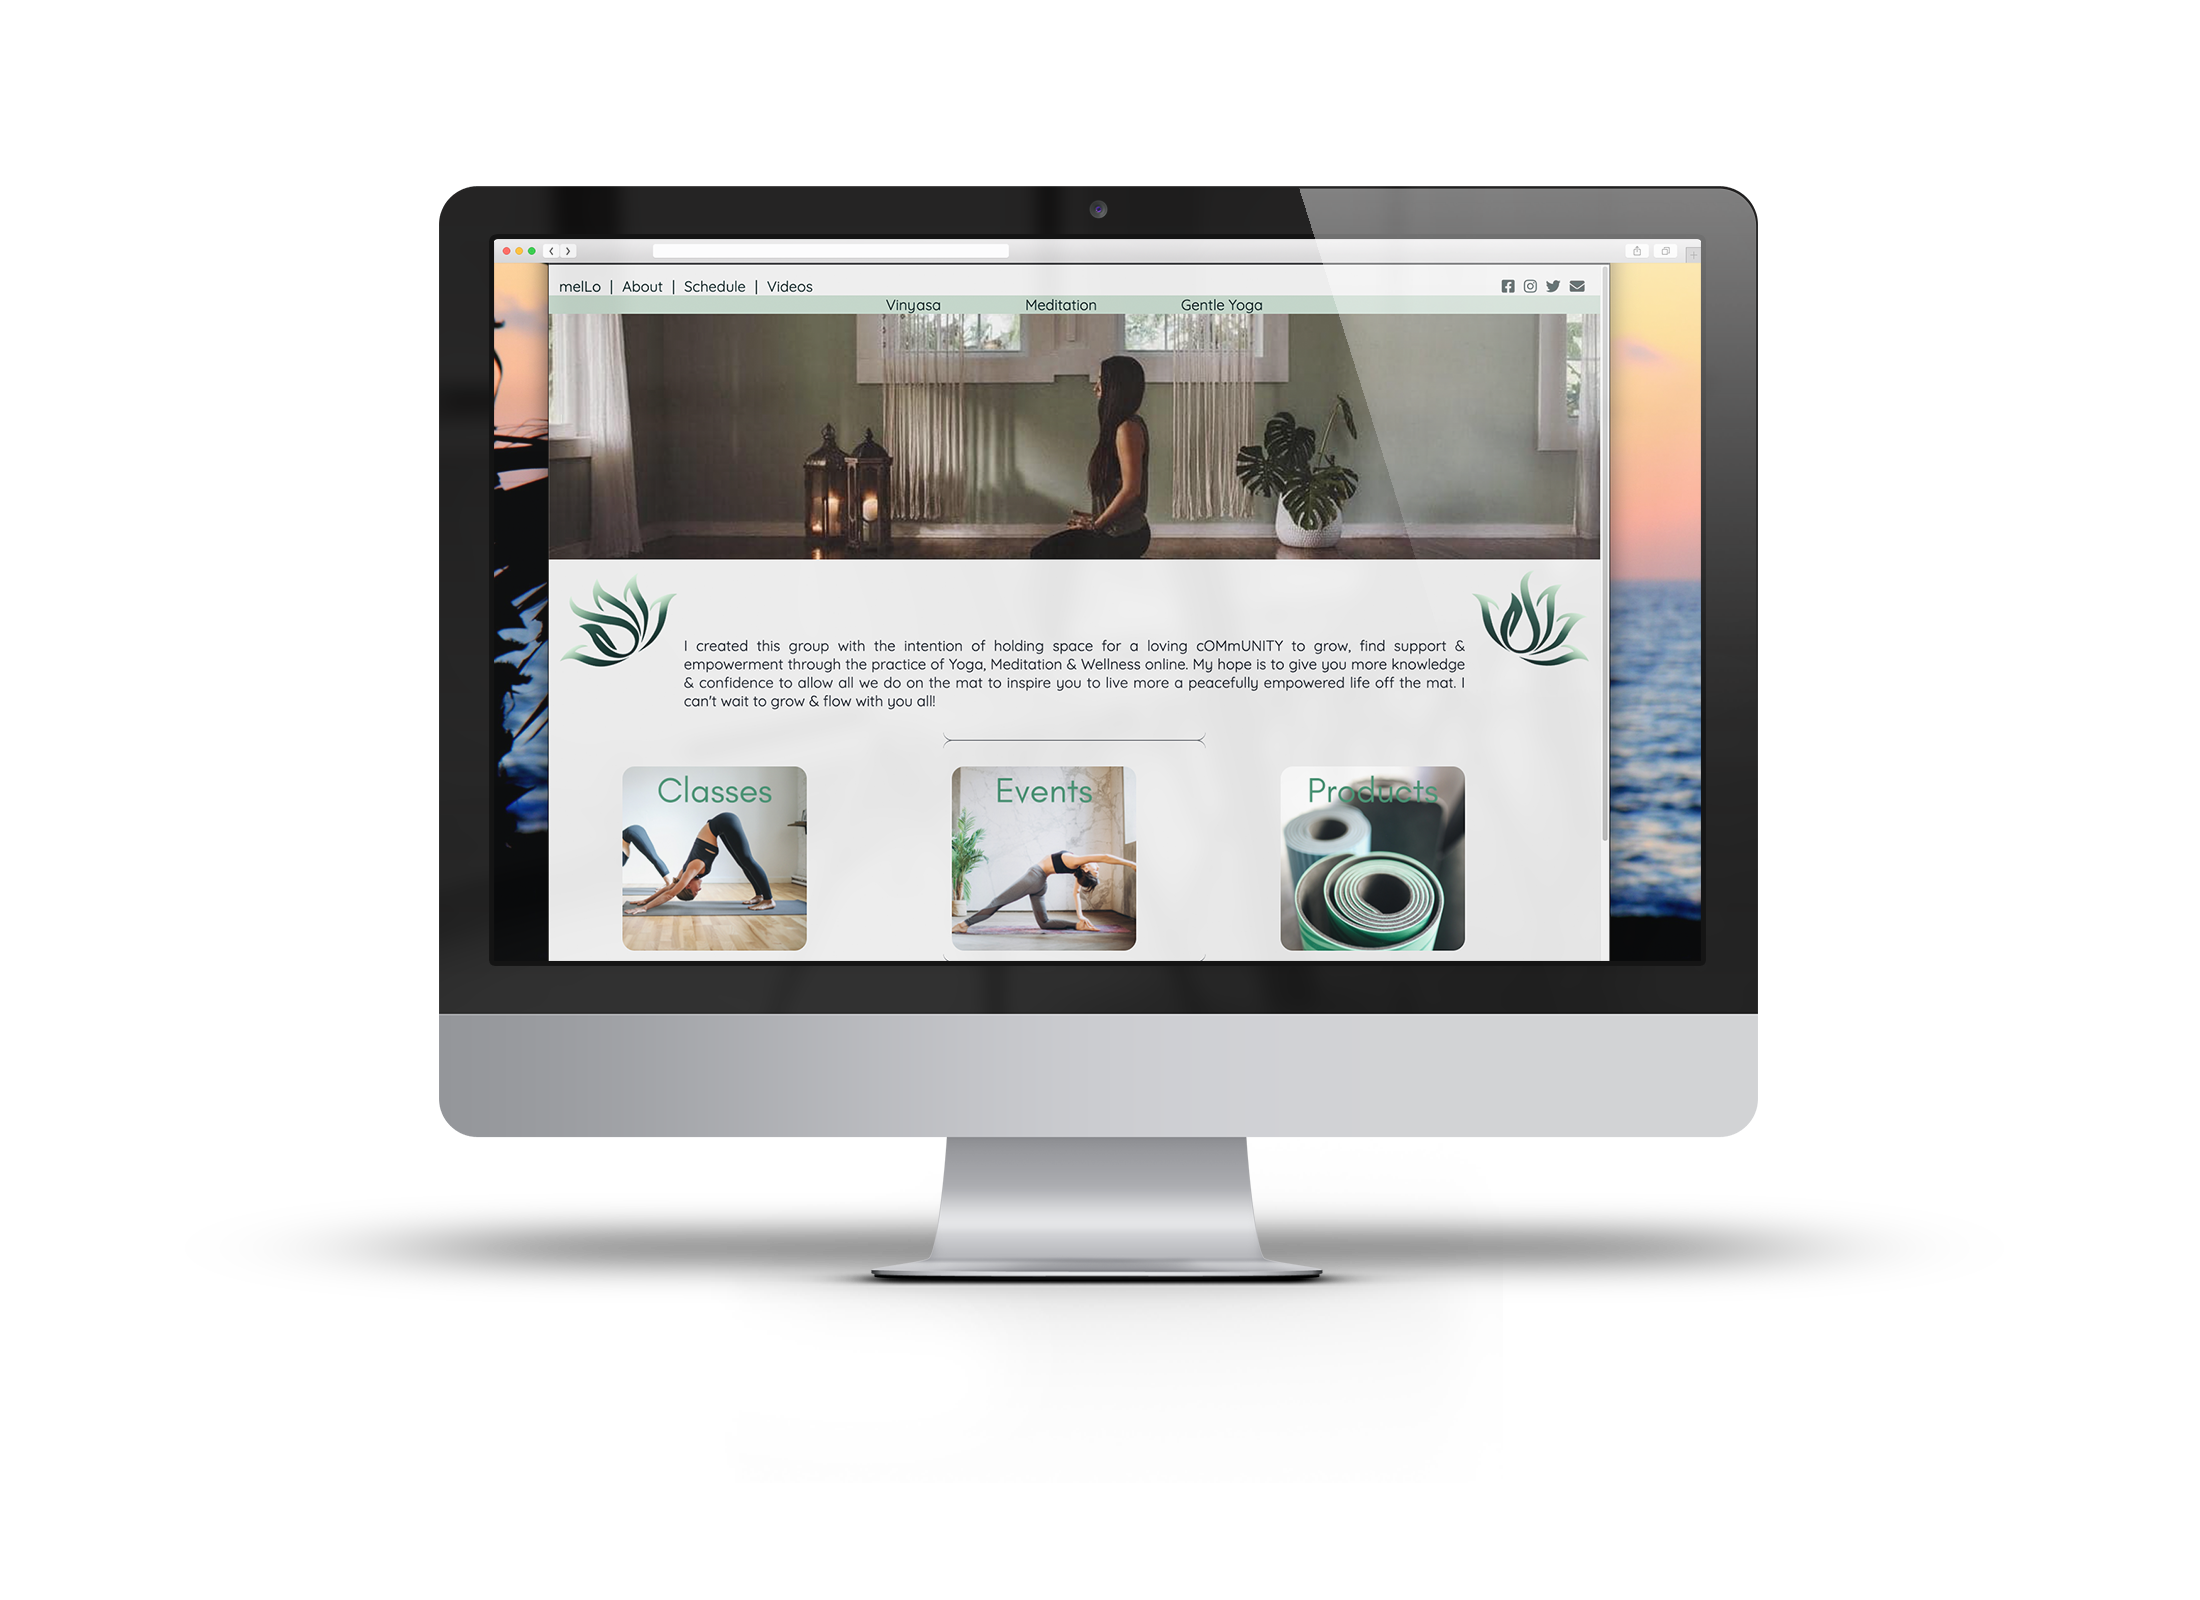 melLo | About | Schedule | Videos
Vinyasa Meditation Gentle Yoga
I created this group with the intention of holding space for a loving cOMmUNITY to grow, find support &
empowerment through the practice of Yoga, Meditation & Wellness online. My hope is to give you more knowledge
& confidence to allow all we do on the mat to inspire you to live more a peacefully empowered life off the mat. I
can't wait to grow & flow with you all!
Classes Events Products